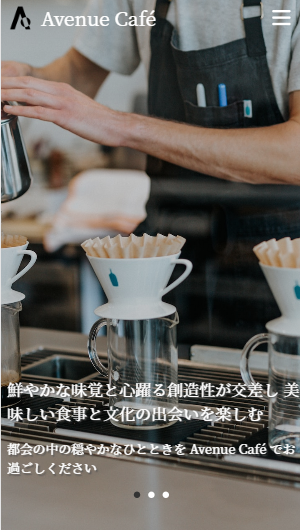 Avenue Café
鮮やかな味覚と心躍る創造性が交差し 美
味しい食事と文化の出会いを楽しむ
都会の中の穏やかなひとときを Avenue Café でお
過ごしください